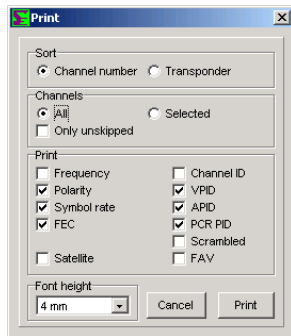 Print
Sort
Channel number Transponder
Channels
All Selected
Only unskipped
Print
Frequency Channel ID
Polarity VPID
Symbol rate APID
FEC PCR PID
Scrambled
Satellite FAV
Font height
4 mm Cancel Print